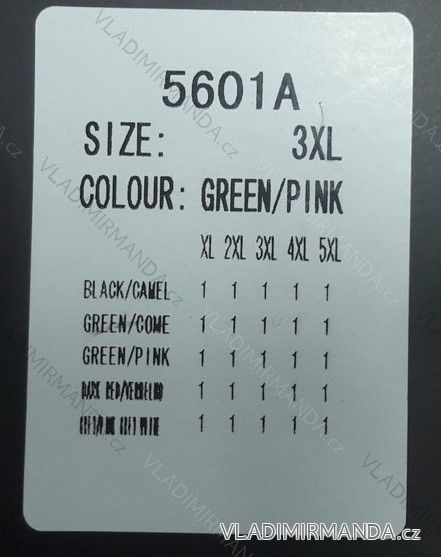 5601A
SIZE: 3XL
COLOUR: GREEN/PINK
XL 2XL 3XL 4XL 5XL
BLACK/CAMEL 1 1 1 1 1
GREEN/COME 1 1 1 1 1
GREEN/PINK 1 1 1 1 1
1 1 1 1 1
1 1 1 1 1
VLADIMIRMANDA.cz